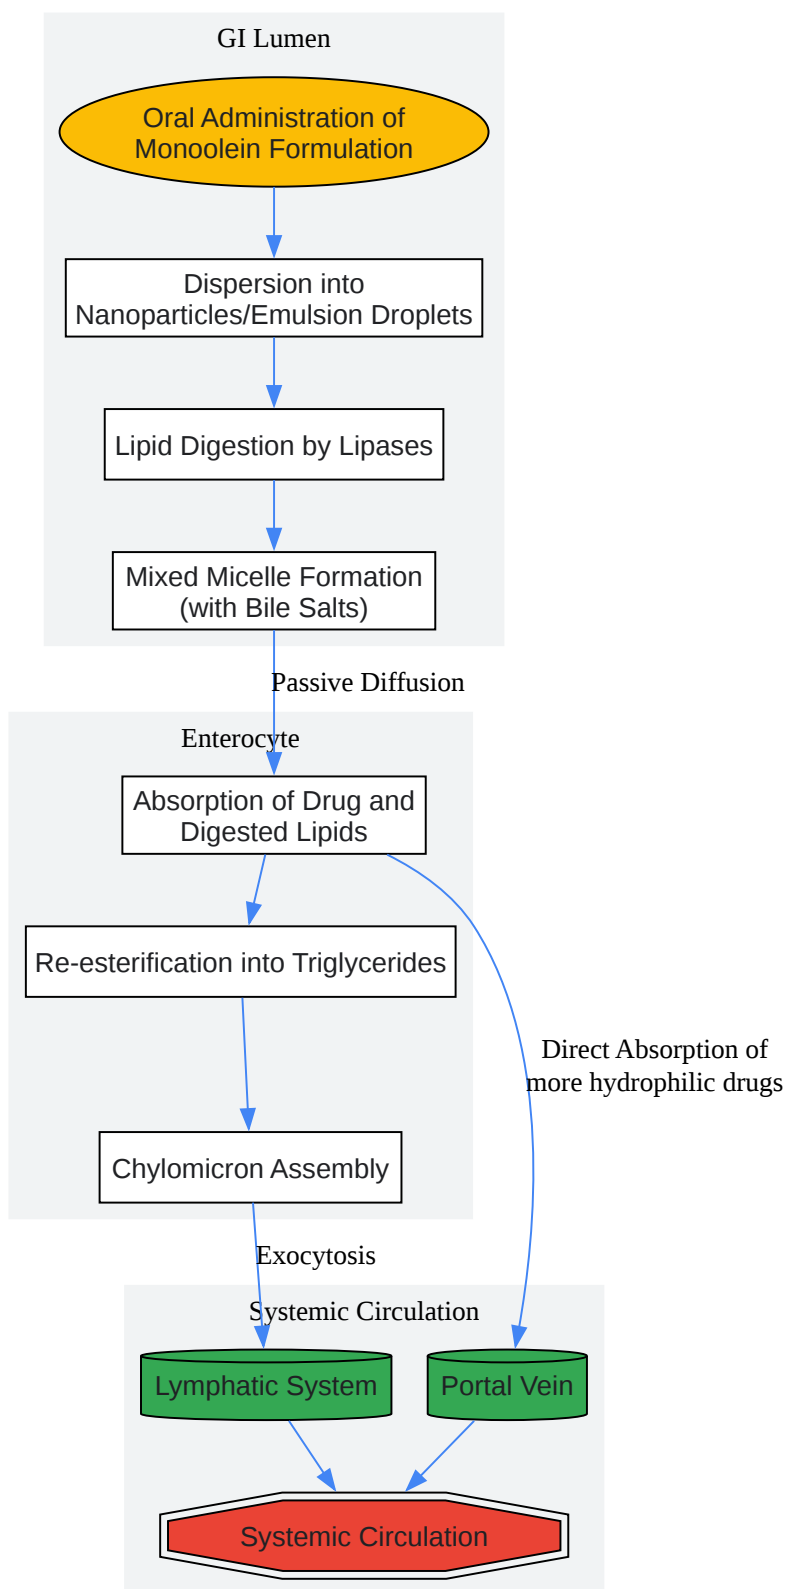 GI Lumen
Oral Administration of
Monoolein Formulation
Dispersion into
Nanoparticles/Emulsion Droplets
Lipid Digestion by Lipases
Mixed Micelle Formation
(with Bile Salts)
Passive Diffusion
Enterocyte
Absorption of Drug and
Digested Lipids
Re-esterification into Triglycerides
Direct Absorption of
more hydrophilic drugs
Chylomicron Assembly
Exocytosis
Systemic Circulation
Lymphatic System
Portal Vein
Systemic Circulation